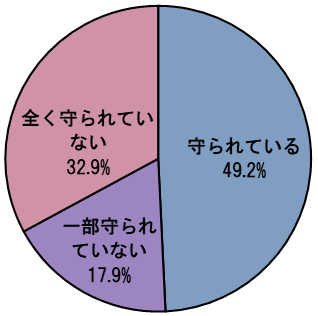 守られている
49.2%
全く守られてい
ない
32.9%
一部守られ
ていない
17.9%